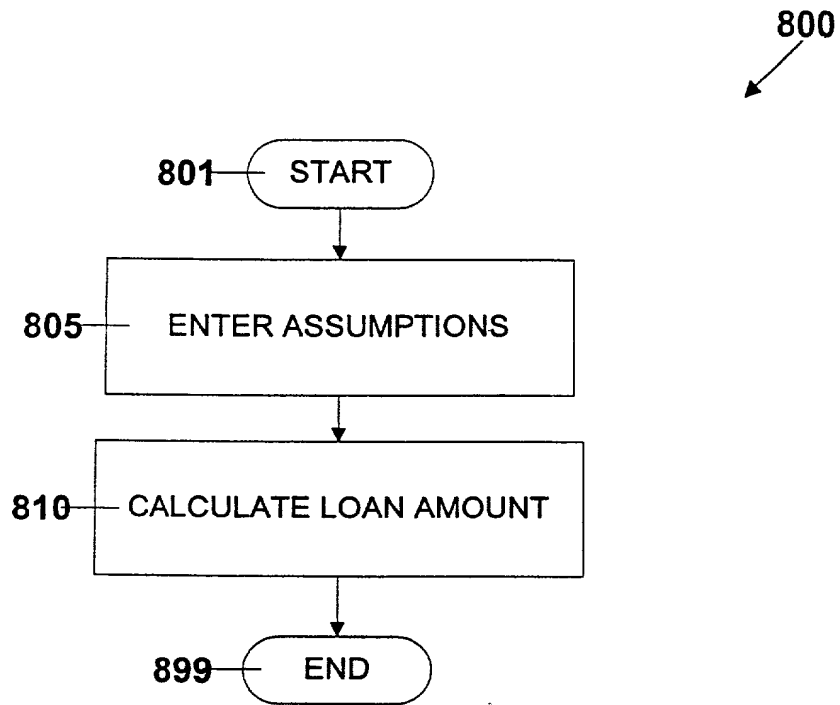 800
801 START
805 ENTER ASSUMPTIONS
810 CALCULATE LOAN AMOUNT
899 END